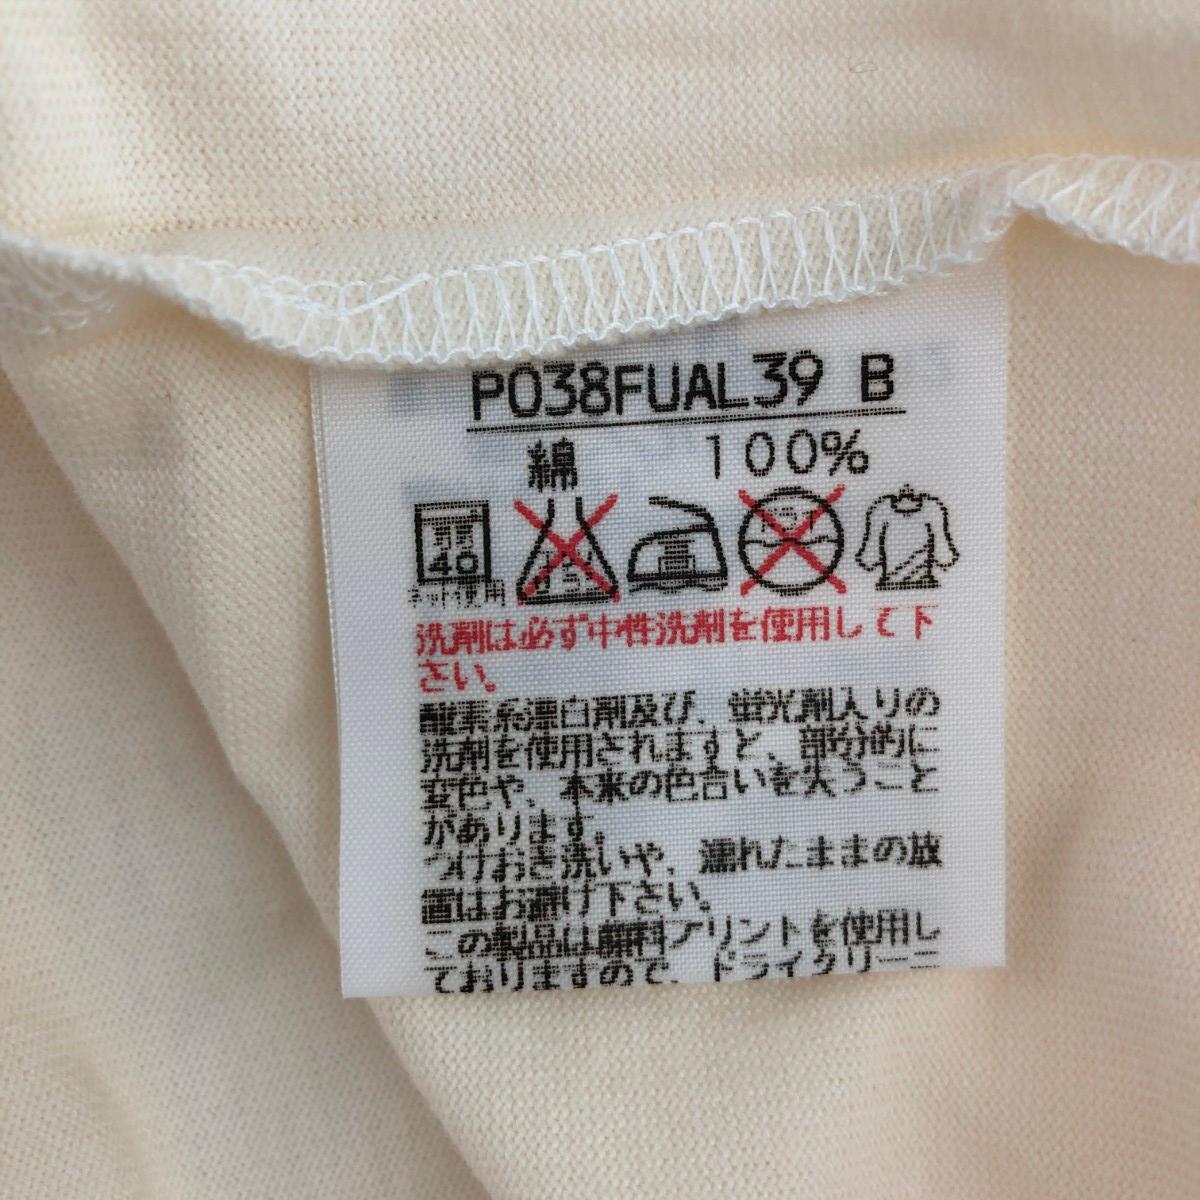 P038FUAL39 B
綿 100%
40
ネット使用
洗剤は必ず中性洗剤を使用して下
さい。
酸素系漂白剤及び、蛍光剤入りの
洗剤を使用されますと、部分的に
変色や、本来の色合いを失うこと
があります。
つけおき洗いや、濡れたままの放
置はお避け下さい。
この製品は顔料プリントを使用し
ておりますので、ドライクリーニ